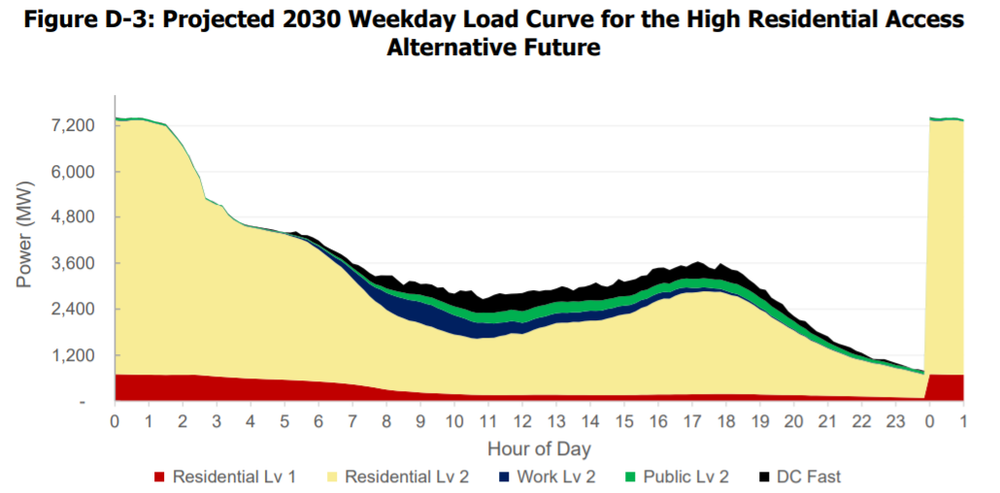 Figure D-3: Projected 2030 Weekday Load Curve for the High Residential Access
Alternative Future
Power (MW)
7,200
6,000
4,800
3,600
2,400
1,200
-
0 1 2 3 4 5 6 7 8 9 10 11 12 13 14 15 16 17 18 19 20 21 22 23 0 1
Hour of Day
Residential Lv 1 Residential Lv 2 Work Lv 2 Public Lv 2 DC Fast